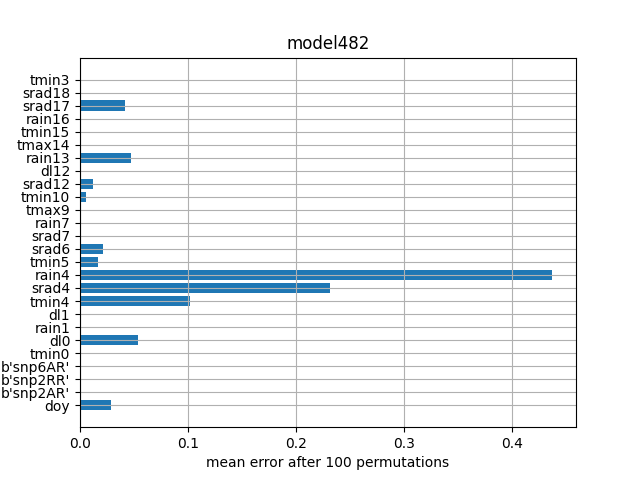 model482
tmin3
srad18
srad17
rain16
tmin15
tmax14
rain13
dl12
srad12
tmin10
tmax9
rain7
srad7
srad6
tmin5
rain4
srad4
tmin4
dl1
rain1
dl0
tmin0
b'snp6AR'
b'snp2RR'
b'snp2AR'
doy
0.0 0.1 0.2 0.3 0.4
mean error after 100 permutations